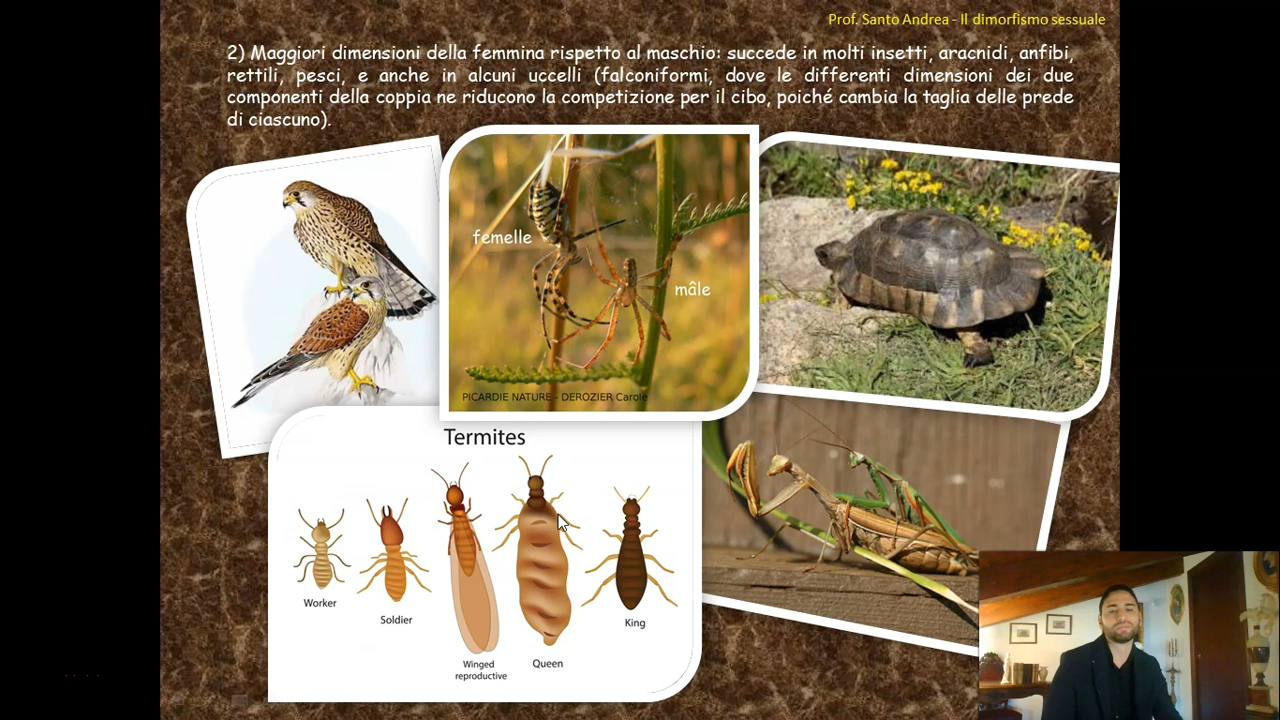 Prof. Santo Andrea - Il dimorfismo sessuale
2) Maggiori dimensioni della femmina rispetto al maschio: succede in molti insetti, aracnidi, anfibi,
rettili, pesci, e anche in alcuni uccelli (falconiformi, dove le differenti dimensioni dei due
componenti della coppia ne riducono la competizione per il cibo, poiché cambia la taglia delle prede
di ciascuno).
femelle
mâle
PICARDIE NATURE - DEROZIER Carole
Termites
Worker
Soldier
Winged
reproductive
Queen
King